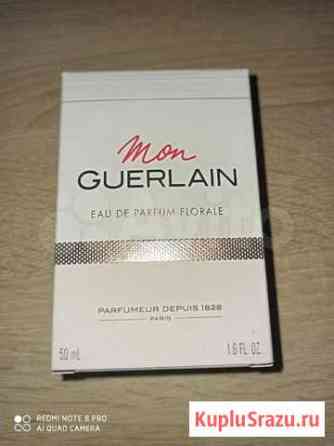 Mon
GUERLAIN
EAU DE PARFUM FLORALE
PARFUMEUR DEPUIS 1828
PARIS
50 mL 1.6 FL. OZ
REDMI NOTE 8 PRO
AI QUAD CAMERA
KupluSrazu.ru